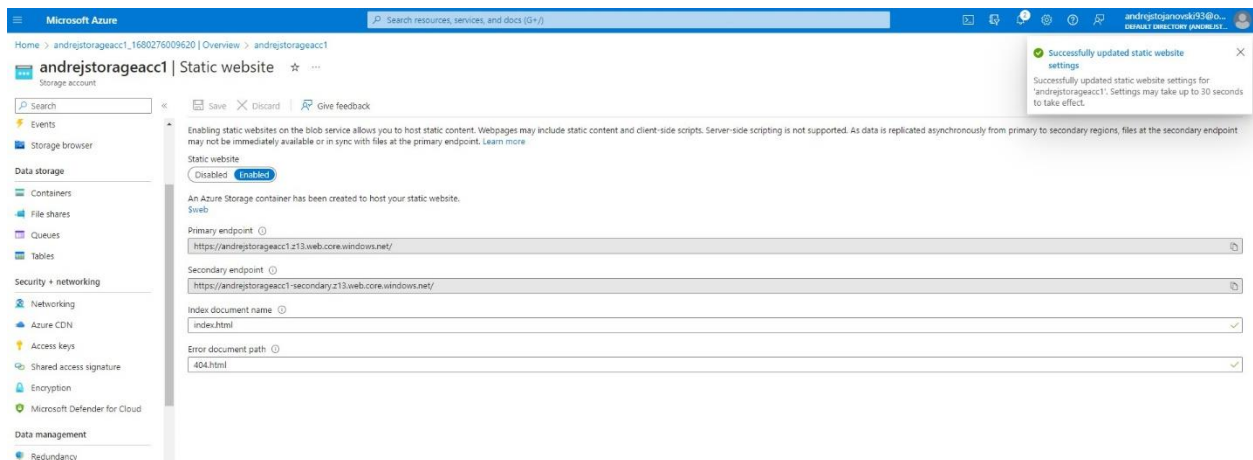 Microsoft Azure
Search resources, services, and docs (G+/)
2
andrejstojanovski93@o...
DEFAULT DIRECTORY (ANDREJST...
Home > andrejstorageacc1_1680276009620 | Overview > andrejstorageacc1
andrejstorageacc1 | Static website
Storage account
Successfully updated static website
settings
Successfully updated static website settings for
'andrejstorageacc1'. Settings may take up to 30 seconds
to take effect.
Search
Save Discard Give feedback
Events
Storage browser
Data storage
Containers
File shares
Queues
Tables
Security + networking
Networking
Azure CDN
Access keys
Shared access signature
Encryption
Microsoft Defender for Cloud
Data management
Redundancy
Enabling static websites on the blob service allows you to host static content. Webpages may include static content and client-side scripts. Server-side scripting is not supported. As data is replicated asynchronously from primary to secondary regions, files at the secondary endpoint
may not be immediately available or in sync with files at the primary endpoint. Learn more
Static website
Disabled Enabled
An Azure Storage container has been created to host your static website.
$web
Primary endpoint
https://andrejstorageacc1.z13.web.core.windows.net/
Secondary endpoint
https://andrejstorageacc1-secondary.z13.web.core.windows.net/
Index document name
index.html
Error document path
404.html